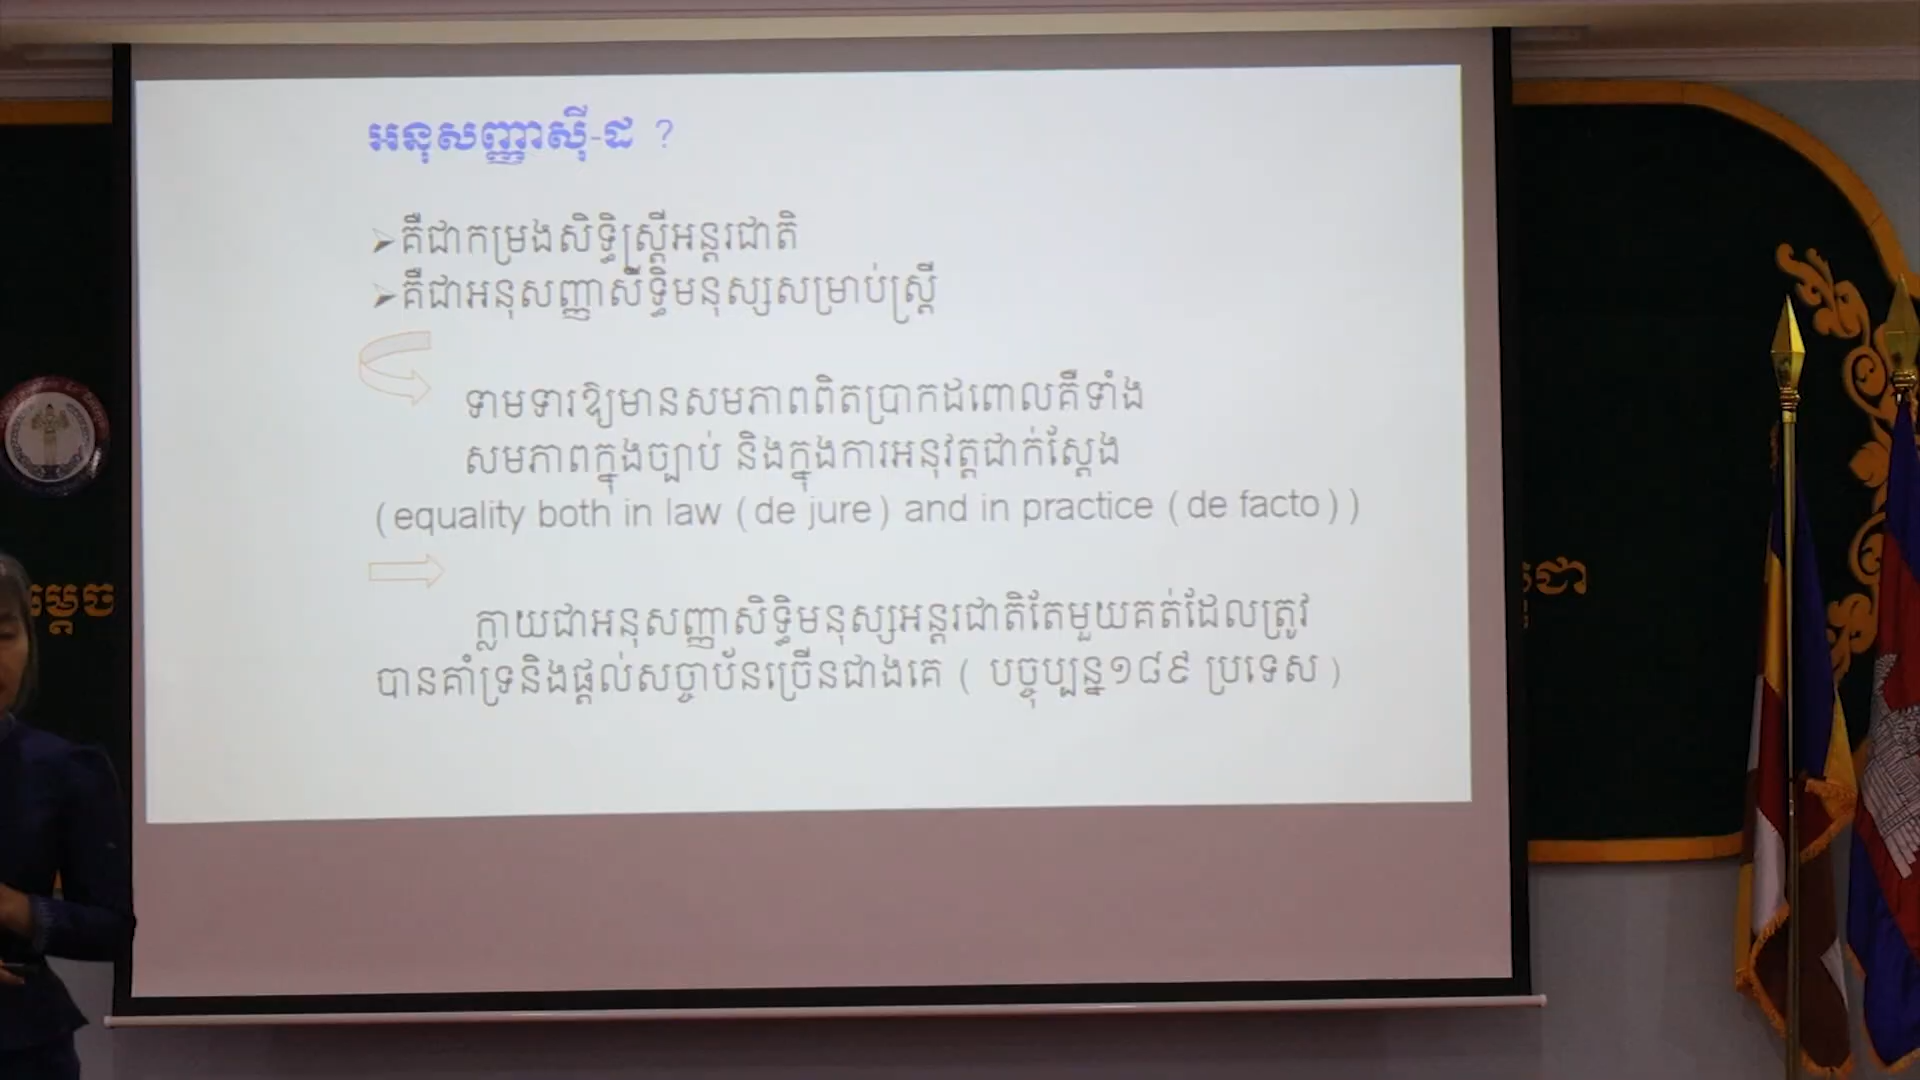 អនុសញ្ញាស៊ី-ដ ?
➢គឺជាកម្រងសិទ្ធិស្ត្រីអន្តរជាតិ
➢គឺជាអនុសញ្ញាសិទ្ធិមនុស្សសម្រាប់ស្ត្រី
ទាមទារឱ្យមានសមភាពពិតប្រាកដពោលគឺទាំង
សមភាពក្នុងច្បាប់ និងក្នុងការអនុវត្តជាក់ស្តែង
(equality both in law (de jure) and in practice (de facto))
ក្លាយជាអនុសញ្ញាសិទ្ធិមនុស្សអន្តរជាតិតែមួយគត់ដែលត្រូវ
បានគាំទ្រនិងផ្តល់សច្ចាប័នច្រើនជាងគេ ( បច្ចុប្បន្ន១៨៩ ប្រទេស )